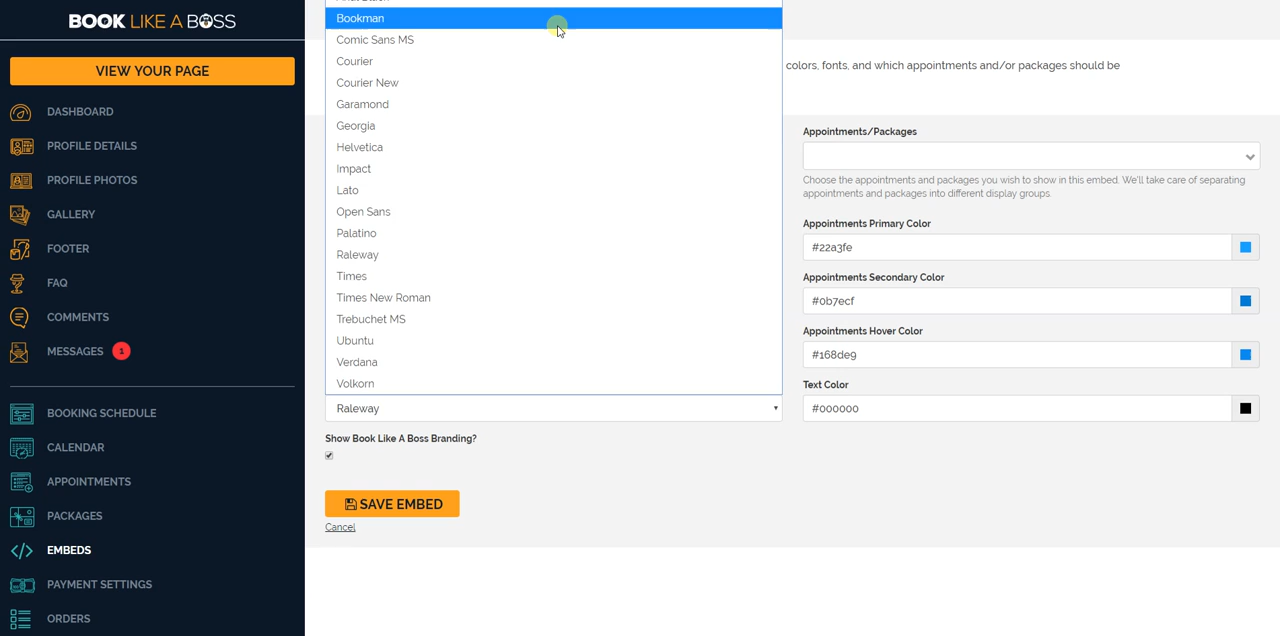 BOOK LIKE A BOSS
VIEW YOUR PAGE
DASHBOARD
PROFILE DETAILS
PROFILE PHOTOS
GALLERY
FOOTER
FAQ
COMMENTS
MESSAGES 1
BOOKING SCHEDULE
CALENDAR
APPOINTMENTS
PACKAGES
EMBEDS
PAYMENT SETTINGS
ORDERS
Bookman
Comic Sans MS
Courier
Courier New
Garamond
Georgia
Helvetica
Impact
Lato
Open Sans
Palatino
Raleway
Times
Times New Roman
Trebuchet MS
Ubuntu
Verdana
Volkorn
Raleway
Show Book Like A Boss Branding?
SAVE EMBED
Cancel
colors, fonts, and which appointments and/or packages should be
Appointments/Packages
Choose the appointments and packages you wish to show in this embed. We'll take care of separating
appointments and packages into different display groups.
Appointments Primary Color
#22a3fe
Appointments Secondary Color
#0b7ecf
Appointments Hover Color
#168de9
Text Color
#000000